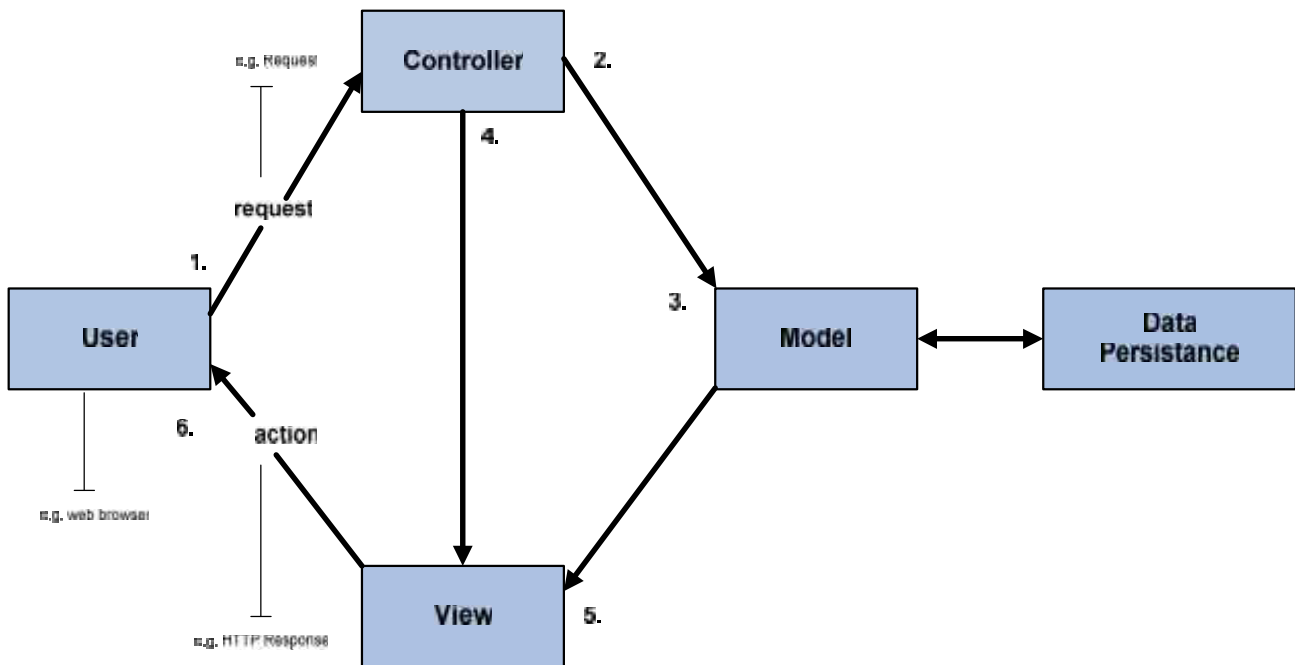 Controller
2.
e.g. Request
4.
request
1.
User
3.
Model
Data
Persistance
6.
action
e.g. web browser
View
5.
e.g. HTTP Response